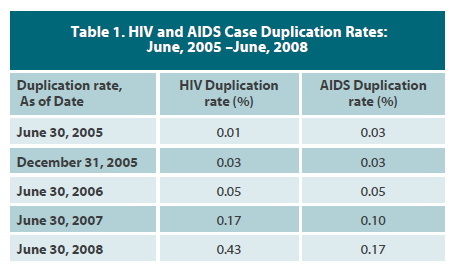 Table 1. HIV and AIDS Case Duplication Rates:
June, 2005 –June, 2008
Duplication rate, HIV Duplication AIDS Duplication
As of Date rate (%) rate (%)
June 30, 2005 0.01 0.03
December 31, 2005 0.03 0.03
June 30, 2006 0.05 0.05
June 30, 2007 0.17 0.10
June 30, 2008 0.43 0.17